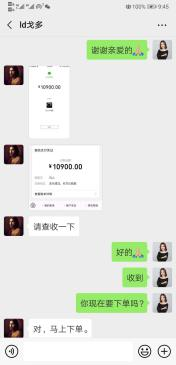 100%
9:45
ld戈多
谢谢亲爱的🙏
¥10900.00
¥10900.00
请查收一下
好的🙏
收到
你现在要下单吗?
对,马上下单。